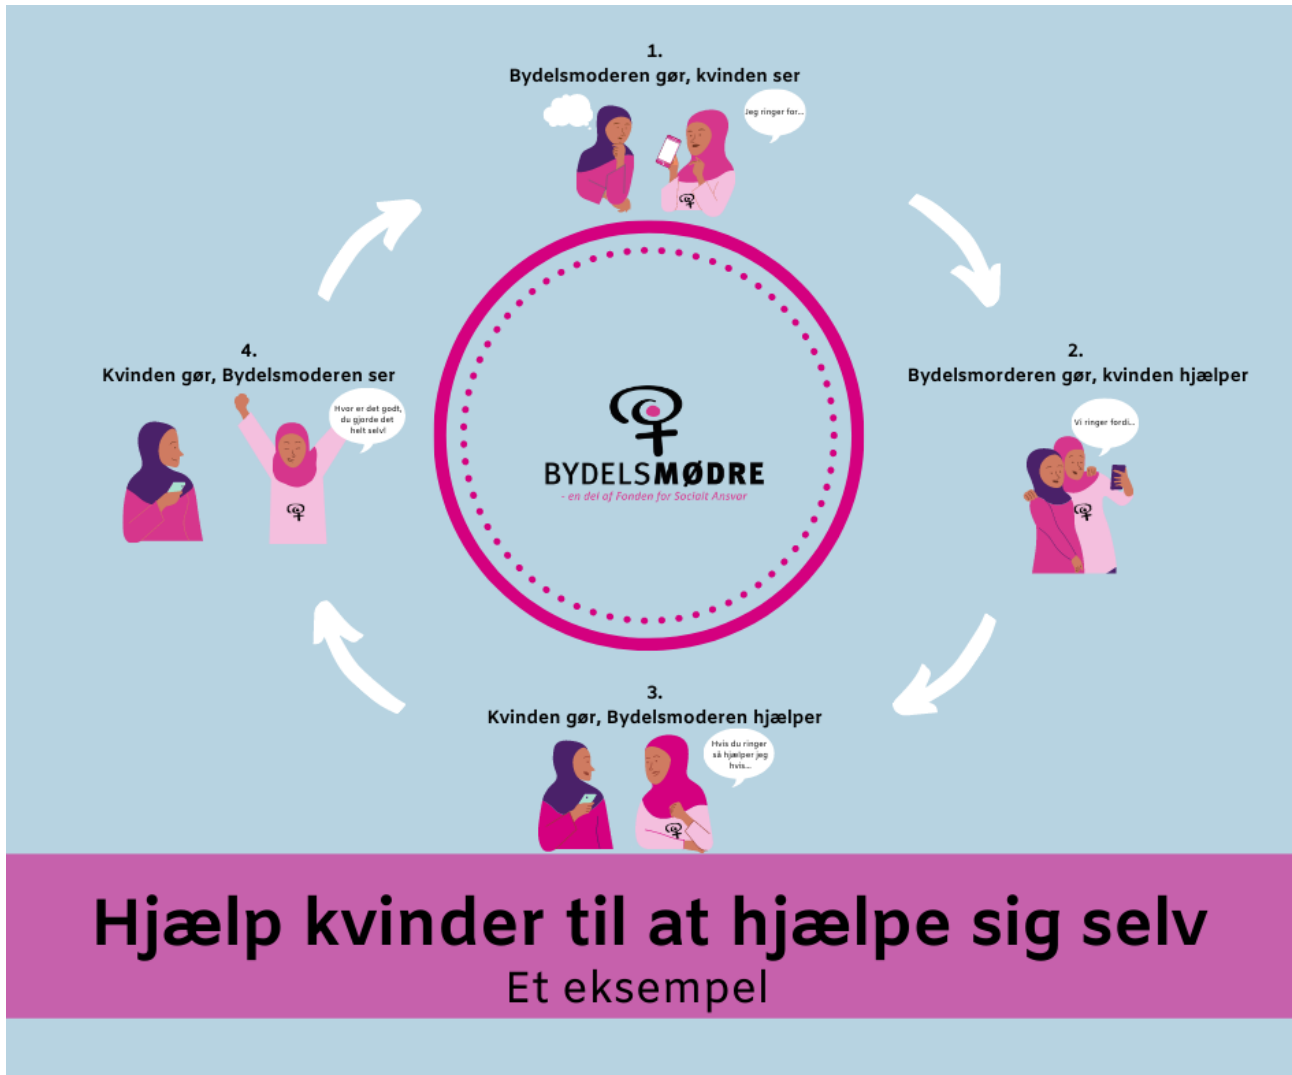 1.
Bydelsmoderen gør, kvinden ser
Jeg ringer for...
2.
Bydelsmorderen gør, kvinden hjælper
Vi ringer fordi...
3.
Kvinden gør, Bydelsmoderen hjælper
Hvis du ringer
så hjælper jeg
hvis...
4.
Kvinden gør, Bydelsmoderen ser
Hvor er det godt,
du gjorde det
helt selv!
BYDELSMØDRE
- en del af Fonden for Socialt Ansvar
Hjælp kvinder til at hjælpe sig selv
Et eksempel